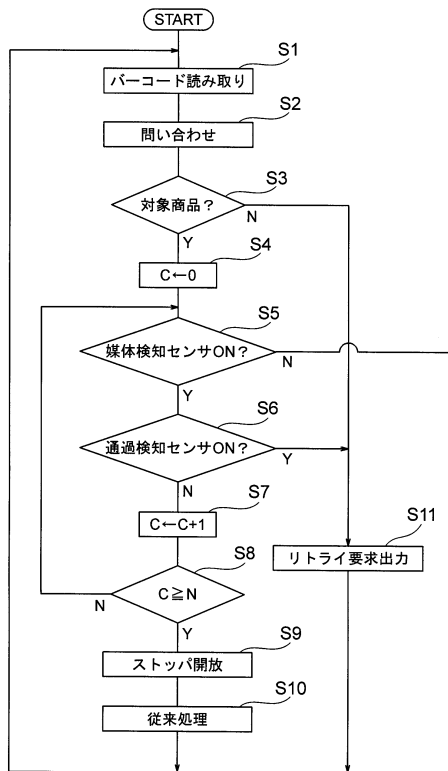 START
S1
バーコード読み取り
S2
問い合わせ
S3
対象商品？
N
Y
S4
C←0
S5
媒体検知センサON？
N
Y
S6
通過検知センサON？
Y
N
S7
C←C+1
S11
リトライ要求出力
S8
C≧N
N
Y
S9
ストッパ開放
S10
従来処理